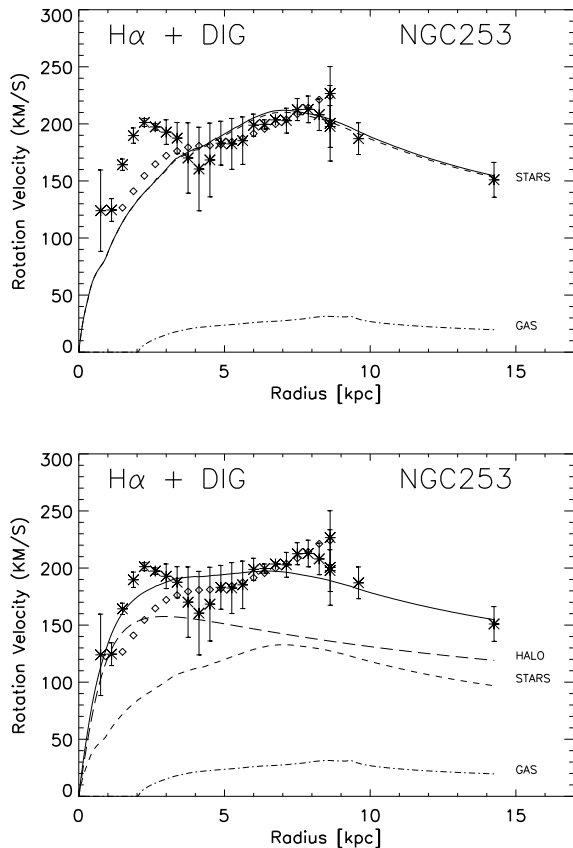 Hα + DIG NGC253
Rotation Velocity (KM/S)
300
250
200
150
100
50
0
STARS
GAS
0 5 10 15
Radius [kpc]
Hα + DIG NGC253
Rotation Velocity (KM/S)
300
250
200
150
100
50
0
HALO
STARS
GAS
0 5 10 15
Radius [kpc]